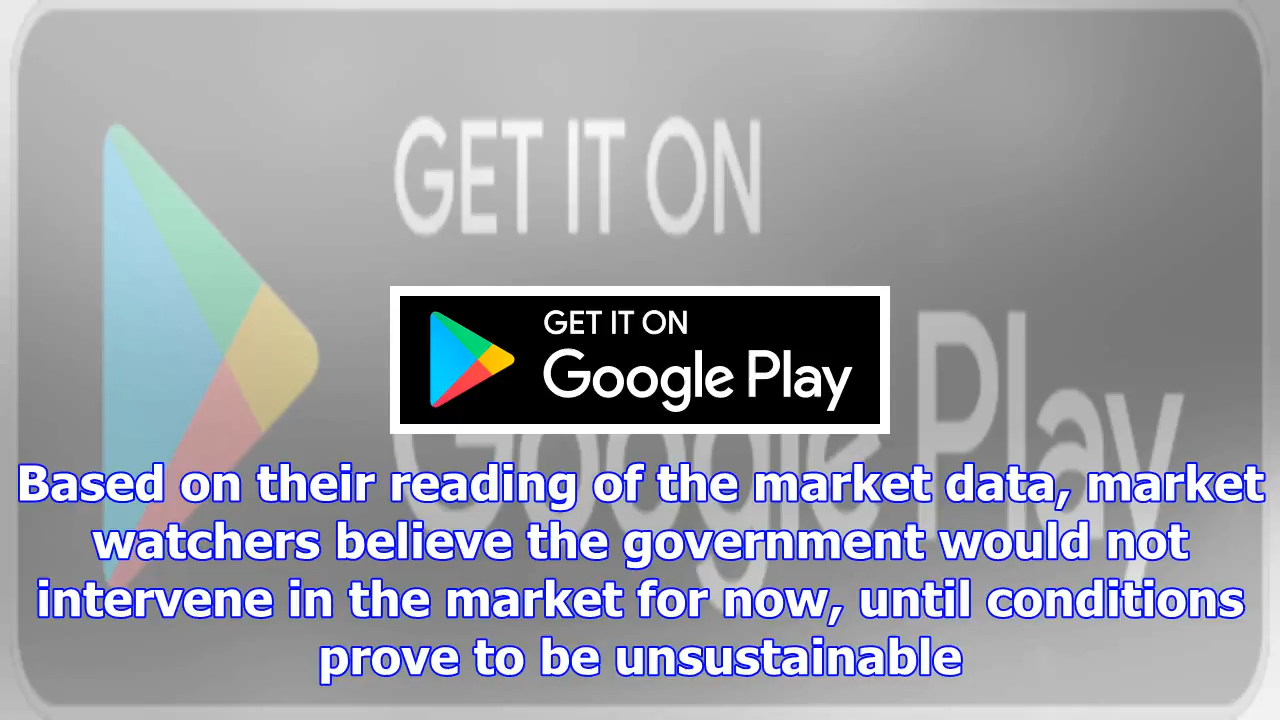 GET IT ON
GET IT ON
Google Play
Google Play
Based on their reading of the market data, market
watchers believe the government would not
intervene in the market for now, until conditions
prove to be unsustainable